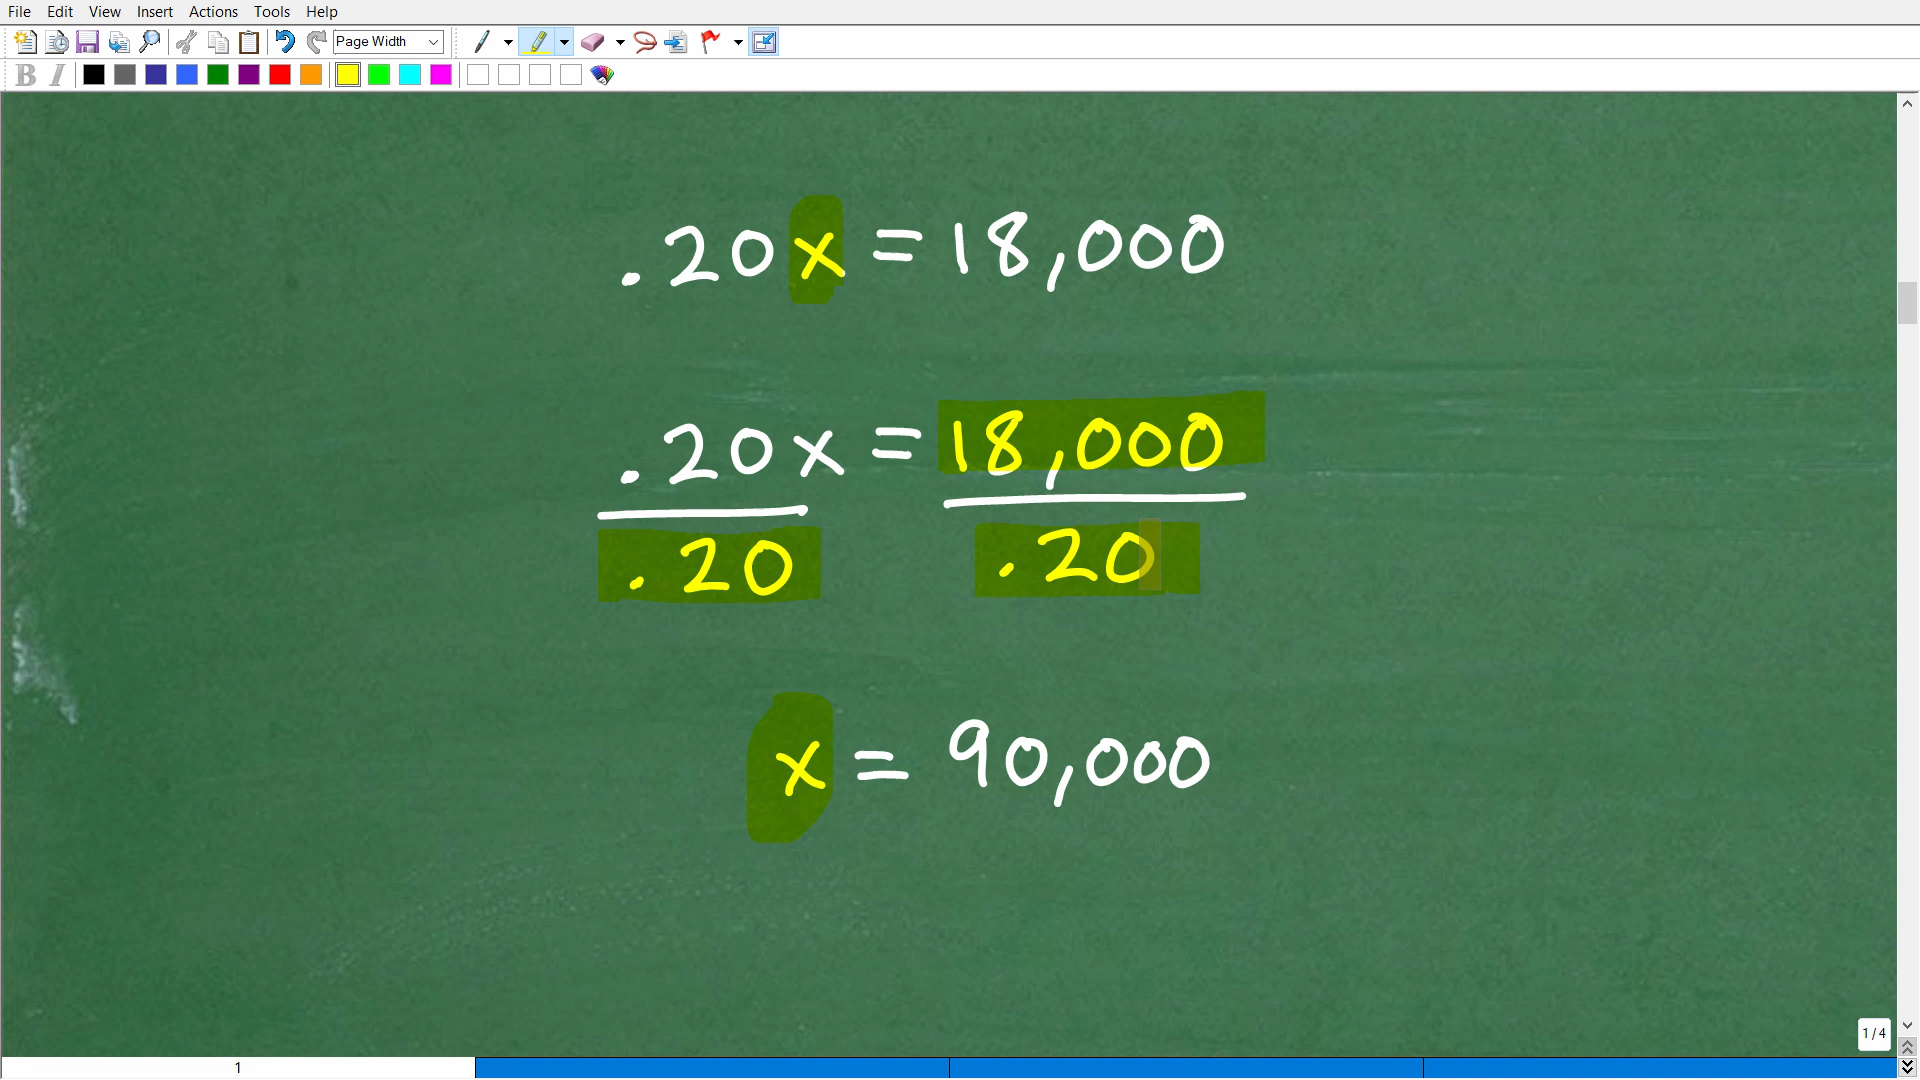 File Edit View Insert Actions Tools Help
Page Width
B I
.20x = 18,000
.20x = 18,000
.20 .20
x = 90,000
1 / 4
1